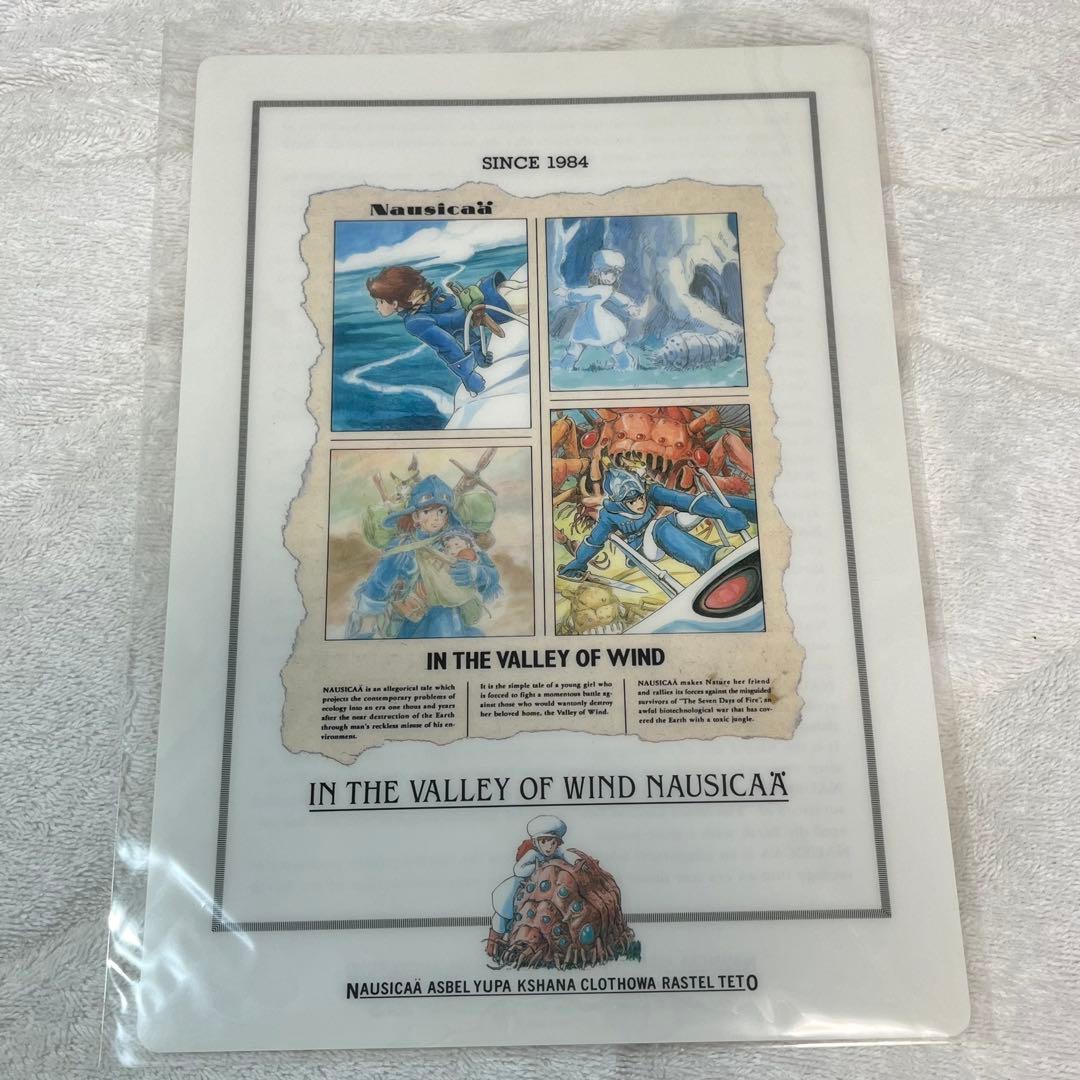 SINCE 1984
Nausicaä
IN THE VALLEY OF WIND
NAUSICAÄ is an allegorical tale which
projects the contemporary problems of
ecology into an era one thous and years
after the near destruction of the Earth
through man's reckless misuse of his en-
vironment.
It is the simple tale of a young girl who
is forced to fight a momentous battle ag-
ainst those who would wantonly destroy
her beloved home, the Valley of Wind.
NAUSICAÄ makes Nature her friend
and rallies its forces against the misguided
survivors of "The Seven Days of Fire", an
awful biotechnological war that has cov-
ered the Earth with a toxic jungle.
IN THE VALLEY OF WIND NAUSICAÄ
NAUSICAÄ ASBEL YUPA KSHANA CLOTHOWA RASTEL TETO